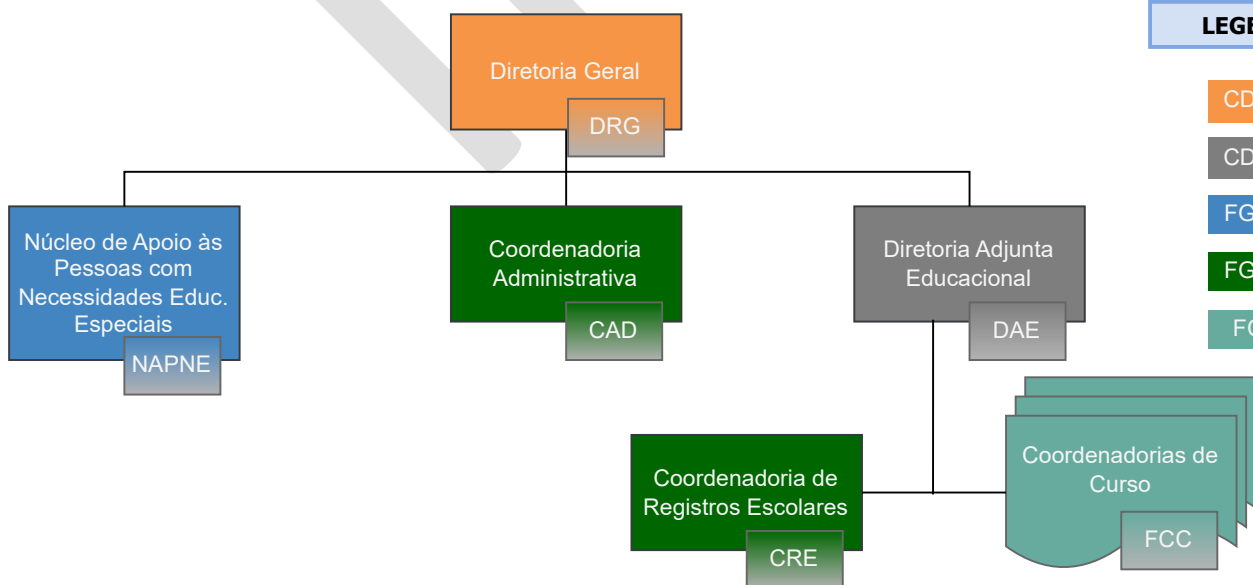 LEGE
Diretoria Geral
DRG
CD
CD
FG
FG
Núcleo de Apoio às
Pessoas com
Necessidades Educ.
Especiais
NAPNE
Coordenadoria
Administrativa
CAD
Diretoria Adjunta
Educacional
DAE
Coordenadoria de
Registros Escolares
CRE
Coordenadorias de
Curso
FCC